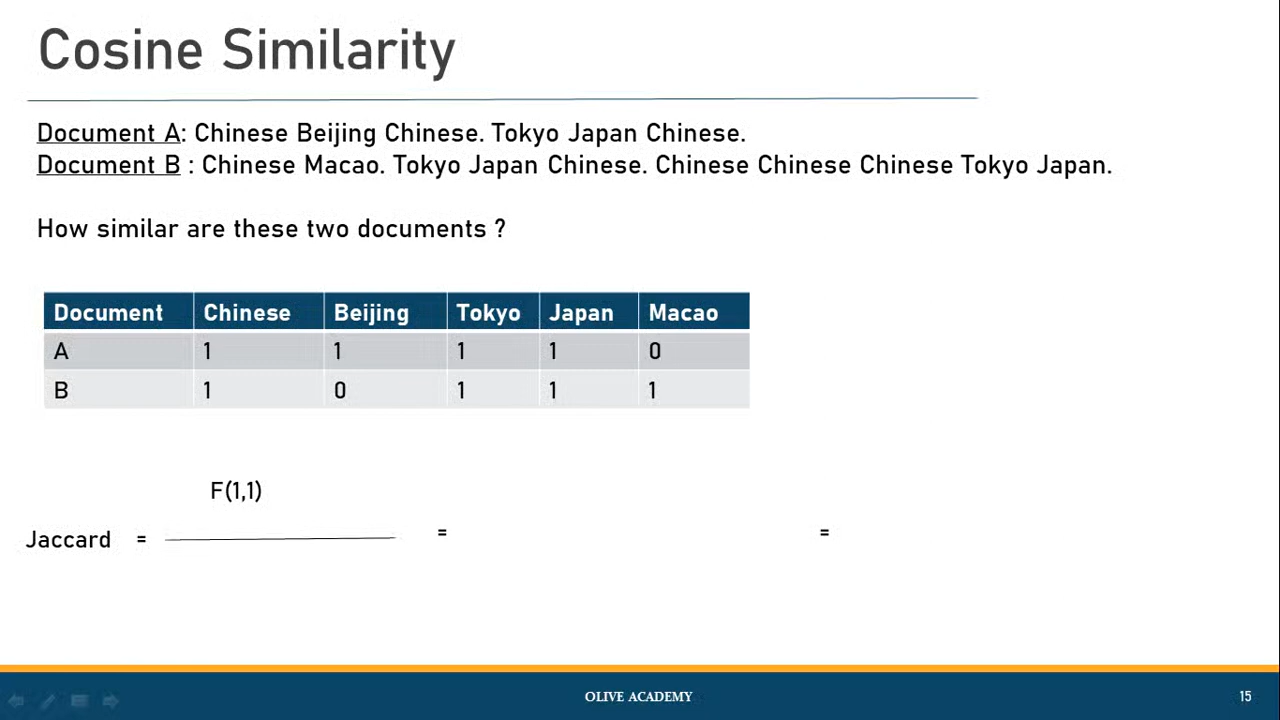 Cosine Similarity
Document A: Chinese Beijing Chinese. Tokyo Japan Chinese.
Document B : Chinese Macao. Tokyo Japan Chinese. Chinese Chinese Chinese Tokyo Japan.
How similar are these two documents ?
Document Chinese Beijing Tokyo Japan Macao
A 1 1 1 1 0
B 1 0 1 1 1
F(1,1)
Jaccard = = =
OLIVE ACADEMY 15